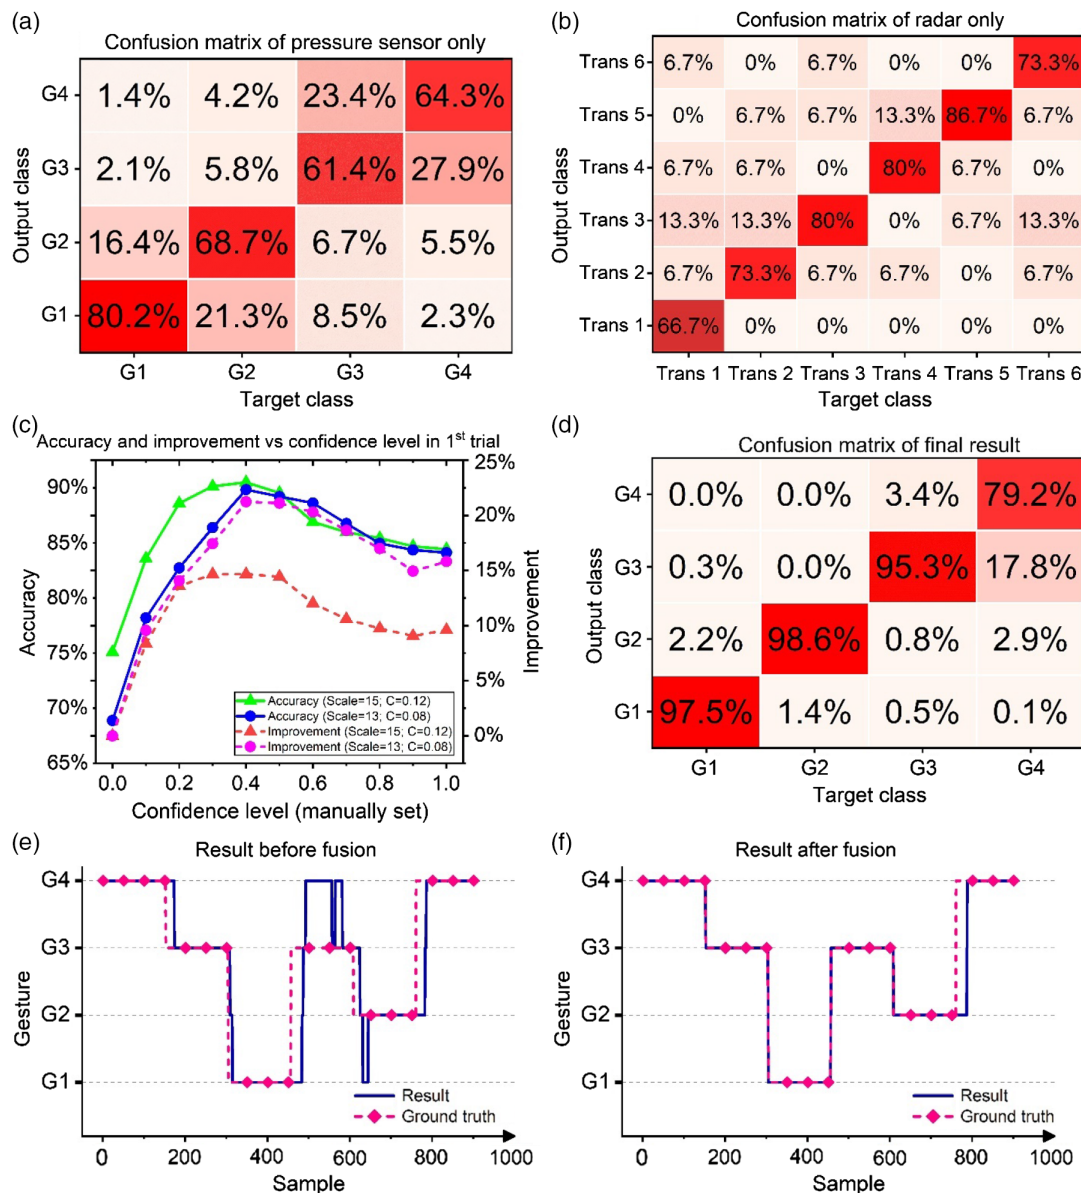 (a)
Confusion matrix of pressure sensor only
Output class
G4
1.4% 4.2% 23.4% 64.3%
G3
2.1% 5.8% 61.4% 27.9%
G2
16.4% 68.7% 6.7% 5.5%
G1
80.2% 21.3% 8.5% 2.3%
G1 G2 G3 G4
Target class
(b)
Confusion matrix of radar only
Output class
Trans 6 6.7% 0% 6.7% 0% 0% 73.3%
Trans 5 0% 6.7% 6.7% 13.3% 86.7% 6.7%
Trans 4 6.7% 6.7% 0% 80% 6.7% 0%
Trans 3 13.3% 13.3% 80% 0% 6.7% 13.3%
Trans 2 6.7% 73.3% 6.7% 6.7% 0% 6.7%
Trans 1 66.7% 0% 0% 0% 0% 0%
Trans 1 Trans 2 Trans 3 Trans 4 Trans 5 Trans 6
Target class
(c)
Accuracy and improvement vs confidence level in 1st trial
Accuracy
90%
85%
80%
75%
70%
65%
25%
20%
15%
10%
5%
0%
Improvement
Accuracy (Scale=15; C=0.12)
Accuracy (Scale=13; C=0.08)
Improvement (Scale=15; C=0.12)
Improvement (Scale=13; C=0.08)
0.0 0.2 0.4 0.6 0.8 1.0
Confidence level (manually set)
(d)
Confusion matrix of final result
Output class
G4 0.0% 0.0% 3.4% 79.2%
G3 0.3% 0.0% 95.3% 17.8%
G2 2.2% 98.6% 0.8% 2.9%
G1 97.5% 1.4% 0.5% 0.1%
G1 G2 G3 G4
Target class
(e)
Result before fusion
Gesture
G4
G3
G2
G1
Result
Ground truth
0 200 400 600 800 1000
Sample
(f)
Result after fusion
Gesture
G4
G3
G2
G1
Result
Ground truth
0 200 400 600 800 1000
Sample